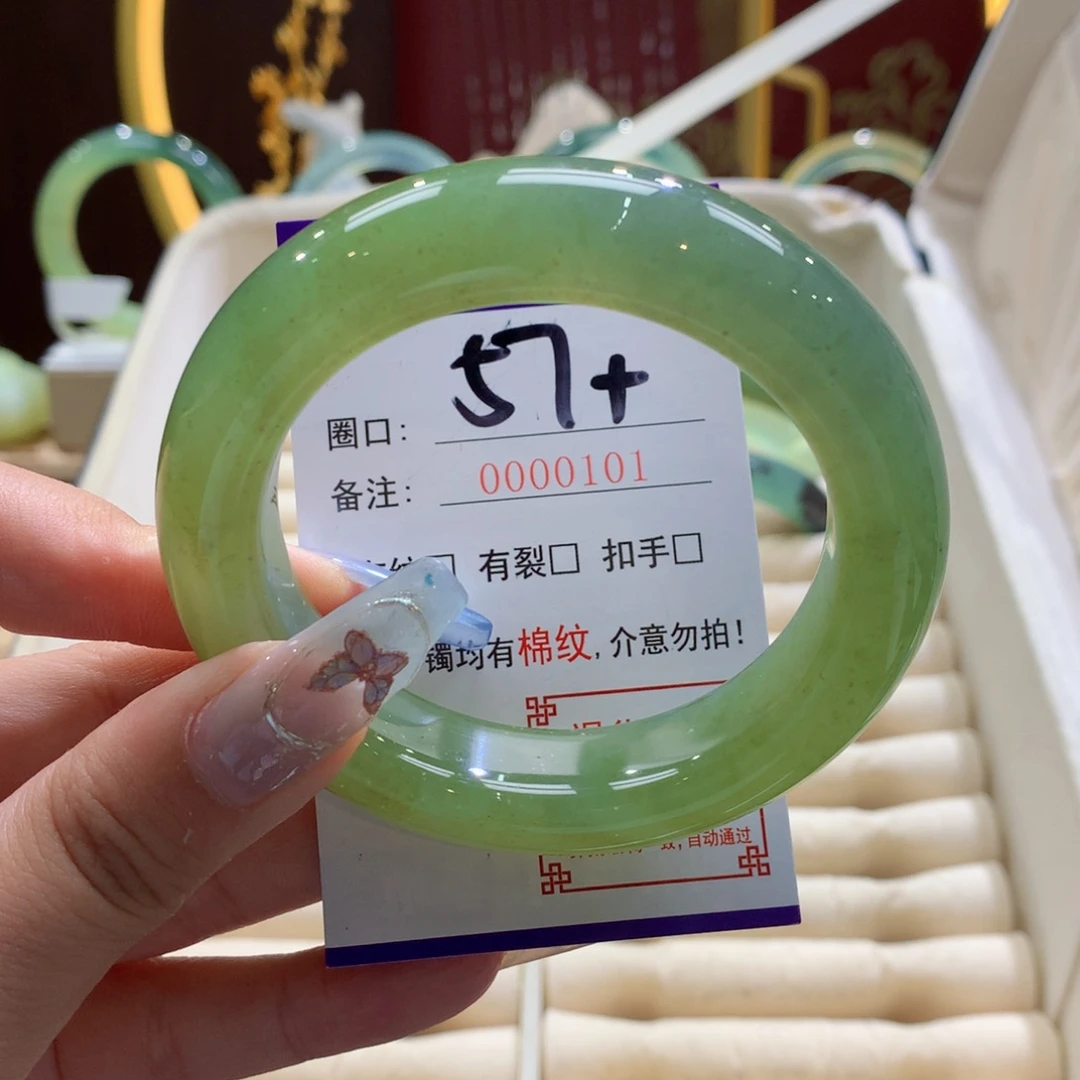 圈口: 57+
备注: 0000101
有裂□ 扣手□
镯均有棉纹,介意勿拍!
自动通过